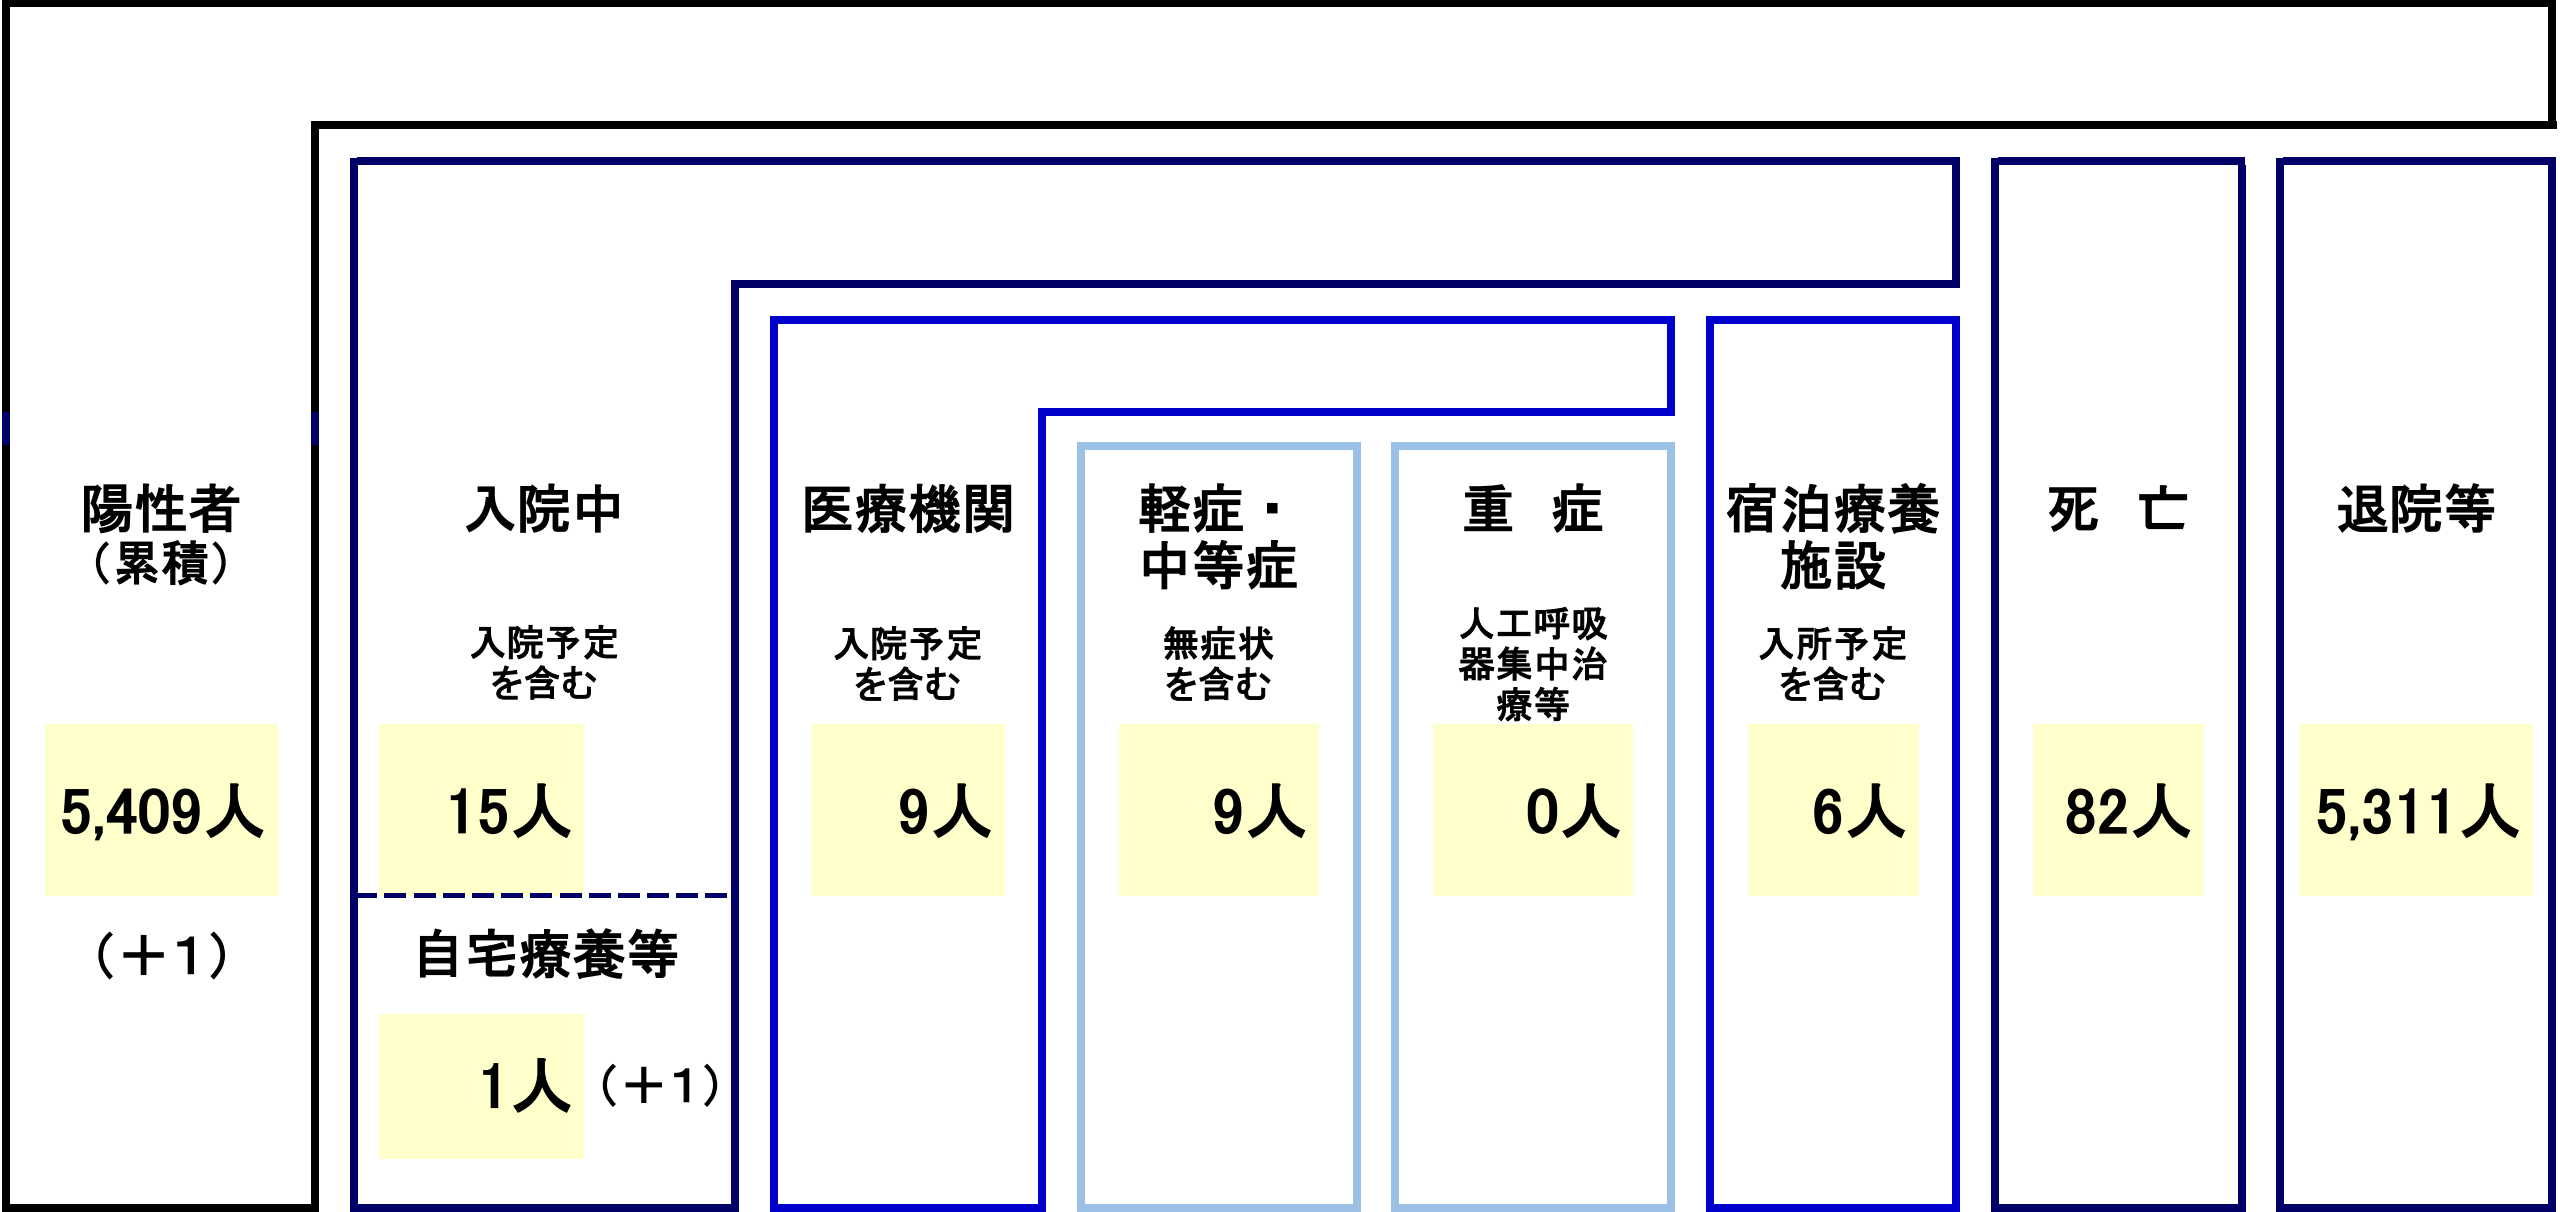 陽性者
（累積）
5,409人
（＋１）
入院中
入院予定
を含む
15人
自宅療養等
1人（＋１）
医療機関
入院予定
を含む
9人
軽症・
中等症
無症状
を含む
9人
重　症
人工呼吸
器集中治
療等
0人
宿泊療養
施設
入所予定
を含む
6人
死　亡
82人
退院等
5,311人